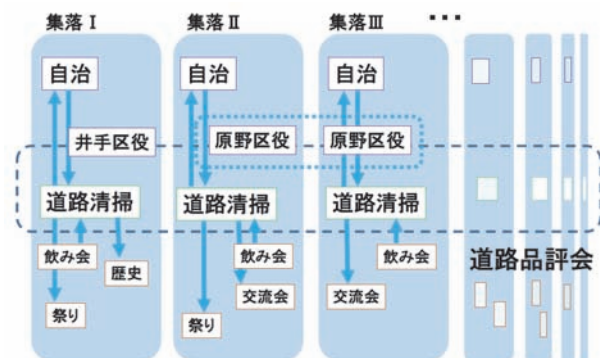 集落Ⅰ
集落Ⅱ
集落Ⅲ
…
自治
自治
自治
井手区役
原野区役
原野区役
道路清掃
道路清掃
道路清掃
飲み会
歴史
祭り
飲み会
交流会
祭り
飲み会
交流会
道路品評会